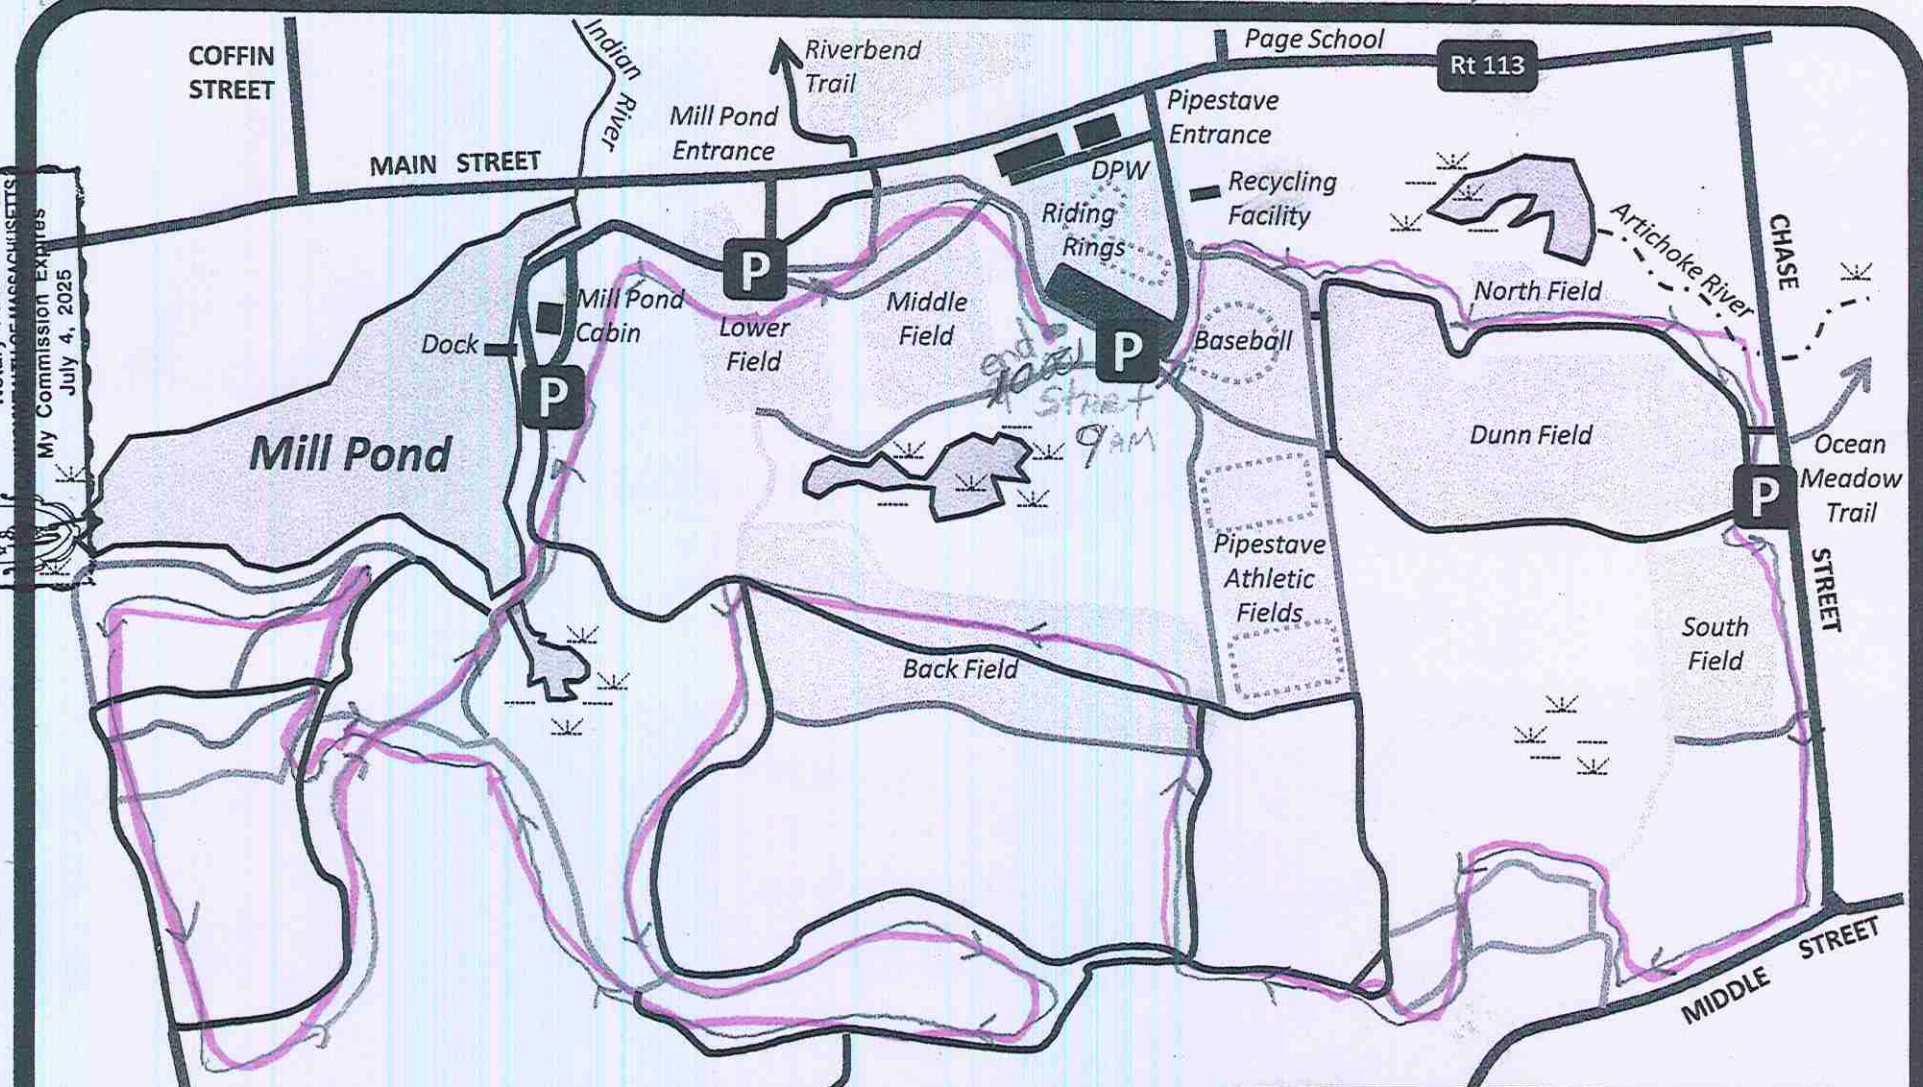 COFFIN
STREET
Indian River
Riverbend
Trail
Page School
Rt 113
Mill Pond
Entrance
Pipestave
Entrance
MAIN STREET
DPW
Recycling
Facility
Riding
Rings
Artichoke River
CHASE
STREET
My Commission Expires
July 4, 2025
P
Mill Pond
Cabin
Dock
Lower
Field
Middle
Field
North Field
P
Baseball
end
Start
9AM
P
Mill Pond
Dunn Field
Ocean
Meadow
Trail
P
Pipestave
Athletic
Fields
South
Field
Back Field
MIDDLE STREET